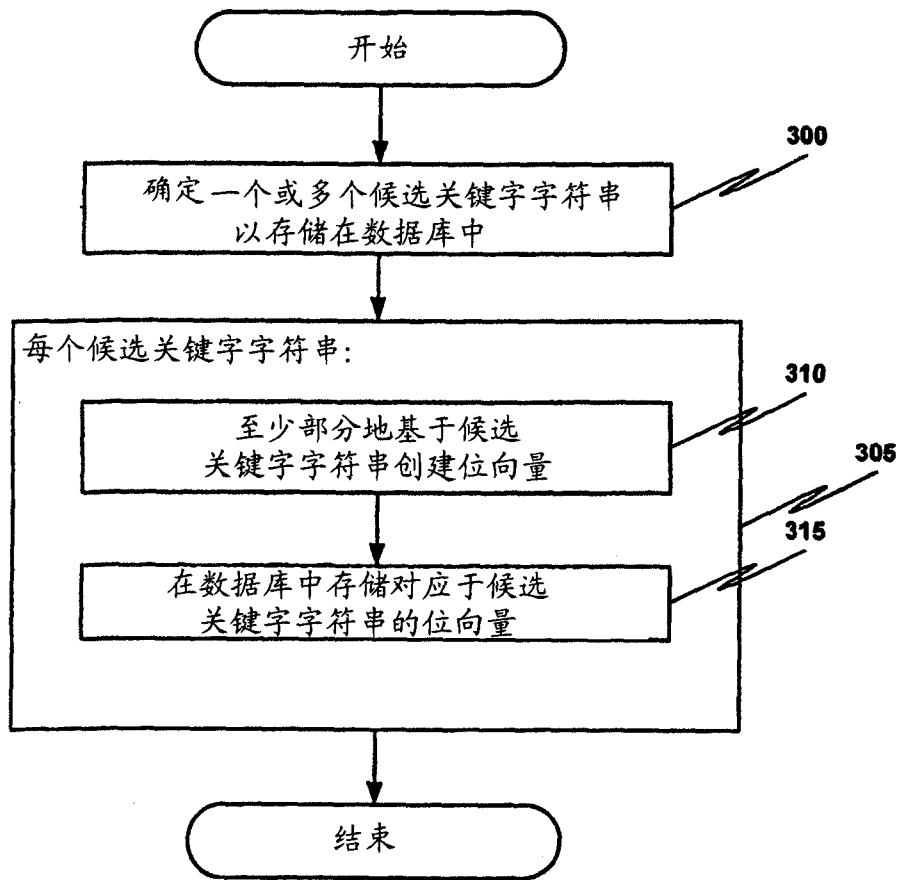 开始
300
确定一个或多个候选关键字字符串
以存储在数据库中
每个候选关键字字符串:
310
至少部分地基于候选
关键字字符串创建位向量
305
315
在数据库中存储对应于候选
关键字字符串的位向量
结束